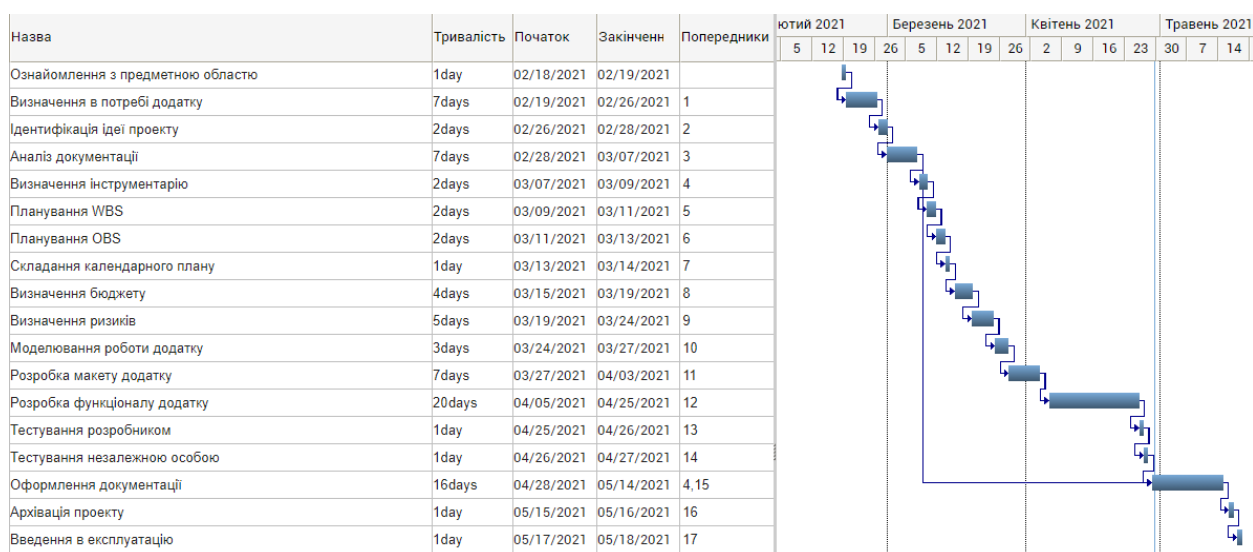 Назва Тривалість Початок Закінченн Попередники
ютий 2021 Березень 2021 Квітень 2021 Травень 2021
5 12 19 26 5 12 19 26 2 9 16 23 30 7 14
Ознайомлення з предметною областю 1day 02/18/2021 02/19/2021
Визначення в потребі додатку 7days 02/19/2021 02/26/2021 1
Ідентифікація ідеї проекту 2days 02/26/2021 02/28/2021 2
Аналіз документації 7days 02/28/2021 03/07/2021 3
Визначення інструментарію 2days 03/07/2021 03/09/2021 4
Планування WBS 2days 03/09/2021 03/11/2021 5
Планування OBS 2days 03/11/2021 03/13/2021 6
Складання календарного плану 1day 03/13/2021 03/14/2021 7
Визначення бюджету 4days 03/15/2021 03/19/2021 8
Визначення ризиків 5days 03/19/2021 03/24/2021 9
Моделювання роботи додатку 3days 03/24/2021 03/27/2021 10
Розробка макету додатку 7days 03/27/2021 04/03/2021 11
Розробка функціоналу додатку 20days 04/05/2021 04/25/2021 12
Тестування розробником 1day 04/25/2021 04/26/2021 13
Тестування незалежною особою 1day 04/26/2021 04/27/2021 14
Оформлення документації 16days 04/28/2021 05/14/2021 4,15
Архівація проекту 1day 05/15/2021 05/16/2021 16
Введення в експлуатацію 1day 05/17/2021 05/18/2021 17